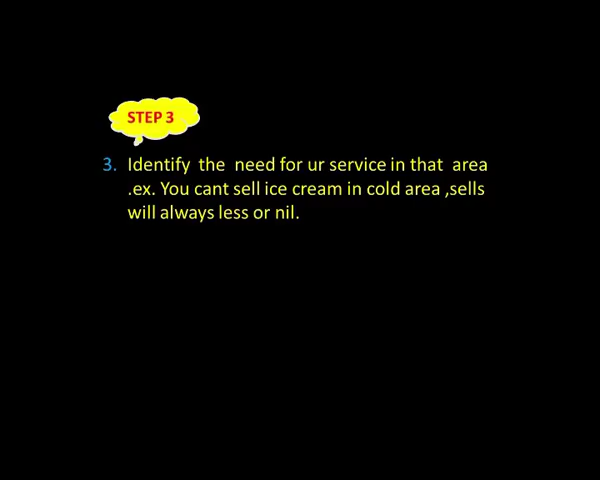 STEP 3
3. Identify the need for ur service in that area
.ex. You cant sell ice cream in cold area ,sells
will always less or nil.